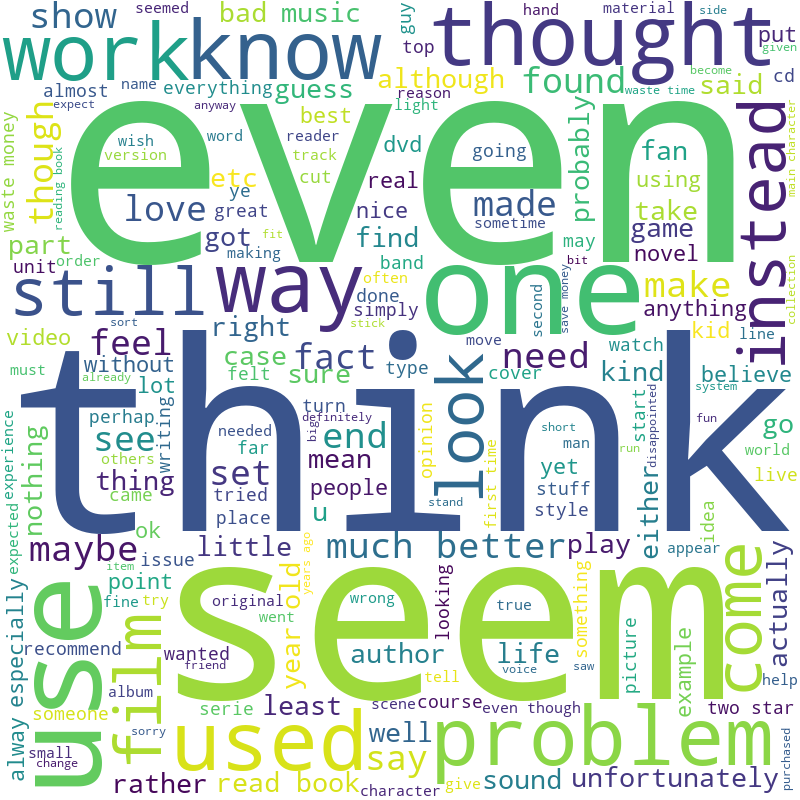 show
seemed
bad music
guy
hand
material
side
top
put
given
work
know
thought
become
almost
name
everything
guess
although
found
said
cd
expect
anyway
light
reason
waste time
waste money
though
reading book
even
wish
word
reader
best
version
track
dvd
going
probably
fan
instead
main character
etc
ye
cut
real
using
love
great
nice
made
sometime
take
part
got
find
game
unit
order
making
fit
band
may
novel
still
way
often
one
bit
done
second
save money
make
anything
collection
sort
simply
stick
video
feel
right
move
kid
line
must
without
case
fact
type
cover
need
watch
kind
believe
already
lot
felt
sure
look
system
think
perhap
writing
turn
definitely
short
start
disappointed
fun
go
experience
others
see
needed
far
big
end
opinion
man
run
world
nothing
thing
set
mean
yet
live
came
tried
people
stand
first time
stuff
idea
expected
ok
place
u
style
either
maybe
issue
little
years ago
much better
play
appear
item
point
old
looking
something
actually
fine
try
original
wrong
true
use
seem
come
went
recommend
film
wanted
year
author
life
picture
example
alway especially
friend
tell
voice
saw
help
album
someone
serie
least
scene
course
even though
two star
sorry
used
well
problem
purchased
small
say
change
rather
read book
character
give
sound
unfortunately